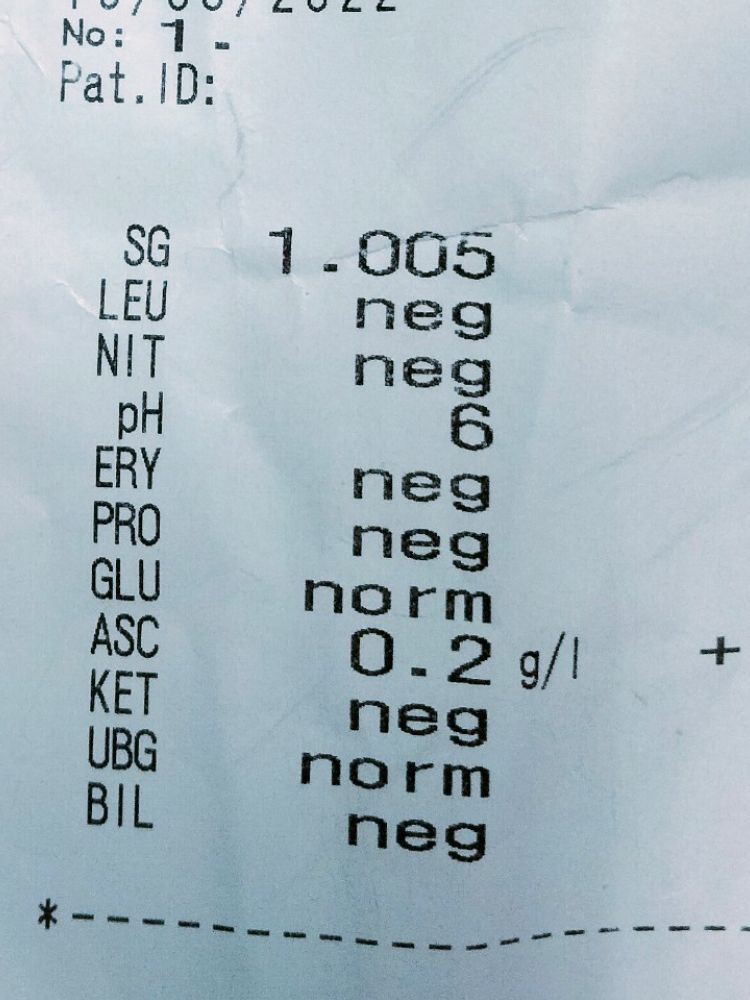 No: 1 -
Pat.ID:
SG 1.005
LEU neg
NIT neg
pH 6
ERY neg
PRO neg
GLU norm
ASC 0.2 g/l +
KET neg
UBG norm
BIL neg
*----------------